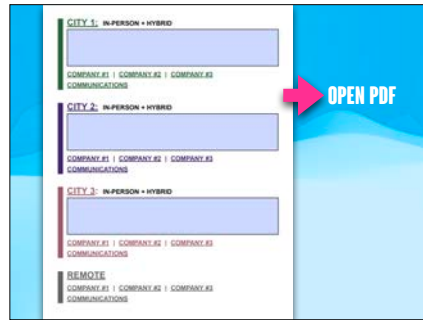 CITY 1: IN-PERSON + HYBRID
COMPANY #1 | COMPANY #2 | COMPANY #3
COMMUNICATIONS
OPEN PDF
CITY 2: IN-PERSON + HYBRID
COMPANY #1 | COMPANY #2 | COMPANY #3
COMMUNICATIONS
CITY 3: IN-PERSON + HYBRID
COMPANY #1 | COMPANY #2 | COMPANY #3
COMMUNICATIONS
REMOTE
COMPANY #1 | COMPANY #2 | COMPANY #3
COMMUNICATIONS